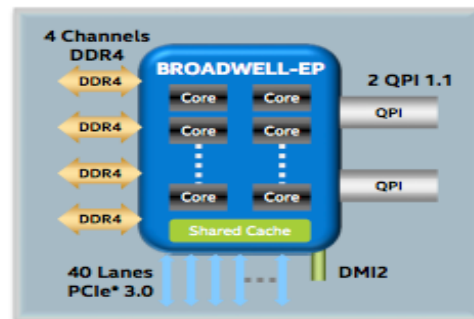 4 Channels
DDR4
BROADWELL-EP
2 QPI 1.1
DDR4
Core Core
QPI
DDR4
Core Core
DDR4
QPI
Core Core
DDR4
Shared Cache
40 Lanes
PCIe* 3.0
DMI2